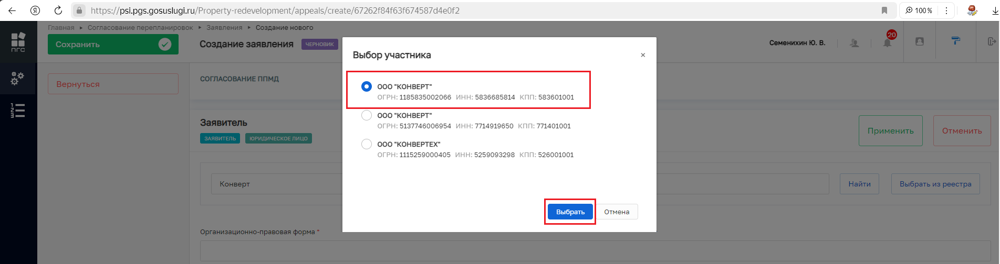 https://psi.pgs.gosuslugi.ru/Property-redevelopment/appeals/create/67262f84f63f674587d4e0f2
100 %
Главная ▸ Согласование перепланировок ▸ Заявления ▸ Создание нового
пгс
Сохранить
Создание заявления ЧЕРНОВИК
Семенихин Ю. В.
20
Вернуться
СОГЛАСОВАНИЕ ППМД
Заявитель
ЗАЯВИТЕЛЬ ЮРИДИЧЕСКОЕ ЛИЦО
Применить Отменить
Конверт
Найти Выбрать из реестра
Организационно-правовая форма *
Выбор участника ×
ООО "КОНВЕРТ"
ОГРН: 1185835002066 ИНН: 5836685814 КПП: 583601001
ООО "КОНВЕРТ"
ОГРН: 5137746006954 ИНН: 7714919650 КПП: 771401001
ООО "КОНВЕРТЕХ"
ОГРН: 1115259000405 ИНН: 5259093298 КПП: 526001001
Выбрать Отмена